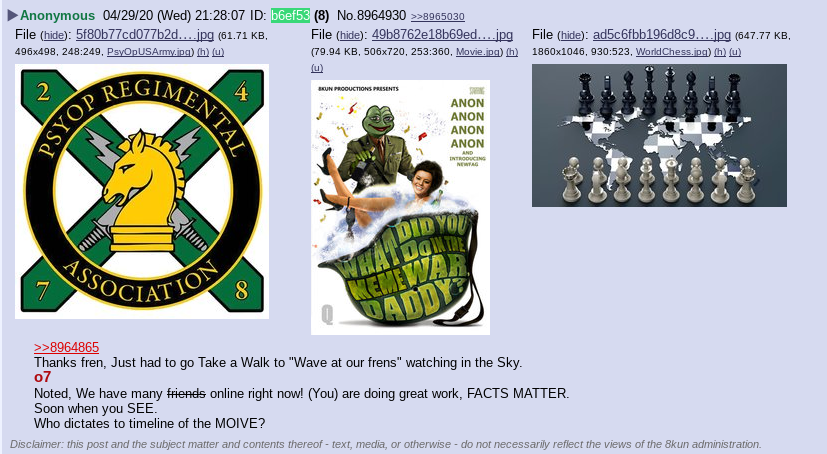 Anonymous 04/29/20 (Wed) 21:28:07 ID: b6ef53 (8) No.8964930 >>8965030
File (hide): 5f80b77cd077b2d….jpg (61.71 KB,
496x498, 248:249, PsyOpUSArmy.jpg) (h) (u)
File (hide): 49b8762e18b69ed….jpg
(79.94 KB, 506x720, 253:360, Movie.jpg) (h)
(u)
File (hide): ad5c6fbb196d8c9….jpg (647.77 KB,
1860x1046, 930:523, WorldChess.jpg) (h) (u)
2 4
PSYOP REGIMENTAL
ASSOCIATION
7 8
8KUN PRODUCTIONS PRESENTS
STARRING
ANON
ANON
ANON
ANON
AND
INTRODUCING
NEWFAG
WHAT DID YOU
DO IN THE
MEME WAR
DADDY?
Q
>>8964865
Thanks fren, Just had to go Take a Walk to "Wave at our frens" watching in the Sky.
o7
Noted, We have many friends online right now! (You) are doing great work, FACTS MATTER.
Soon when you SEE.
Who dictates to timeline of the MOIVE?
Disclaimer: this post and the subject matter and contents thereof - text, media, or otherwise - do not necessarily reflect the views of the 8kun administration.